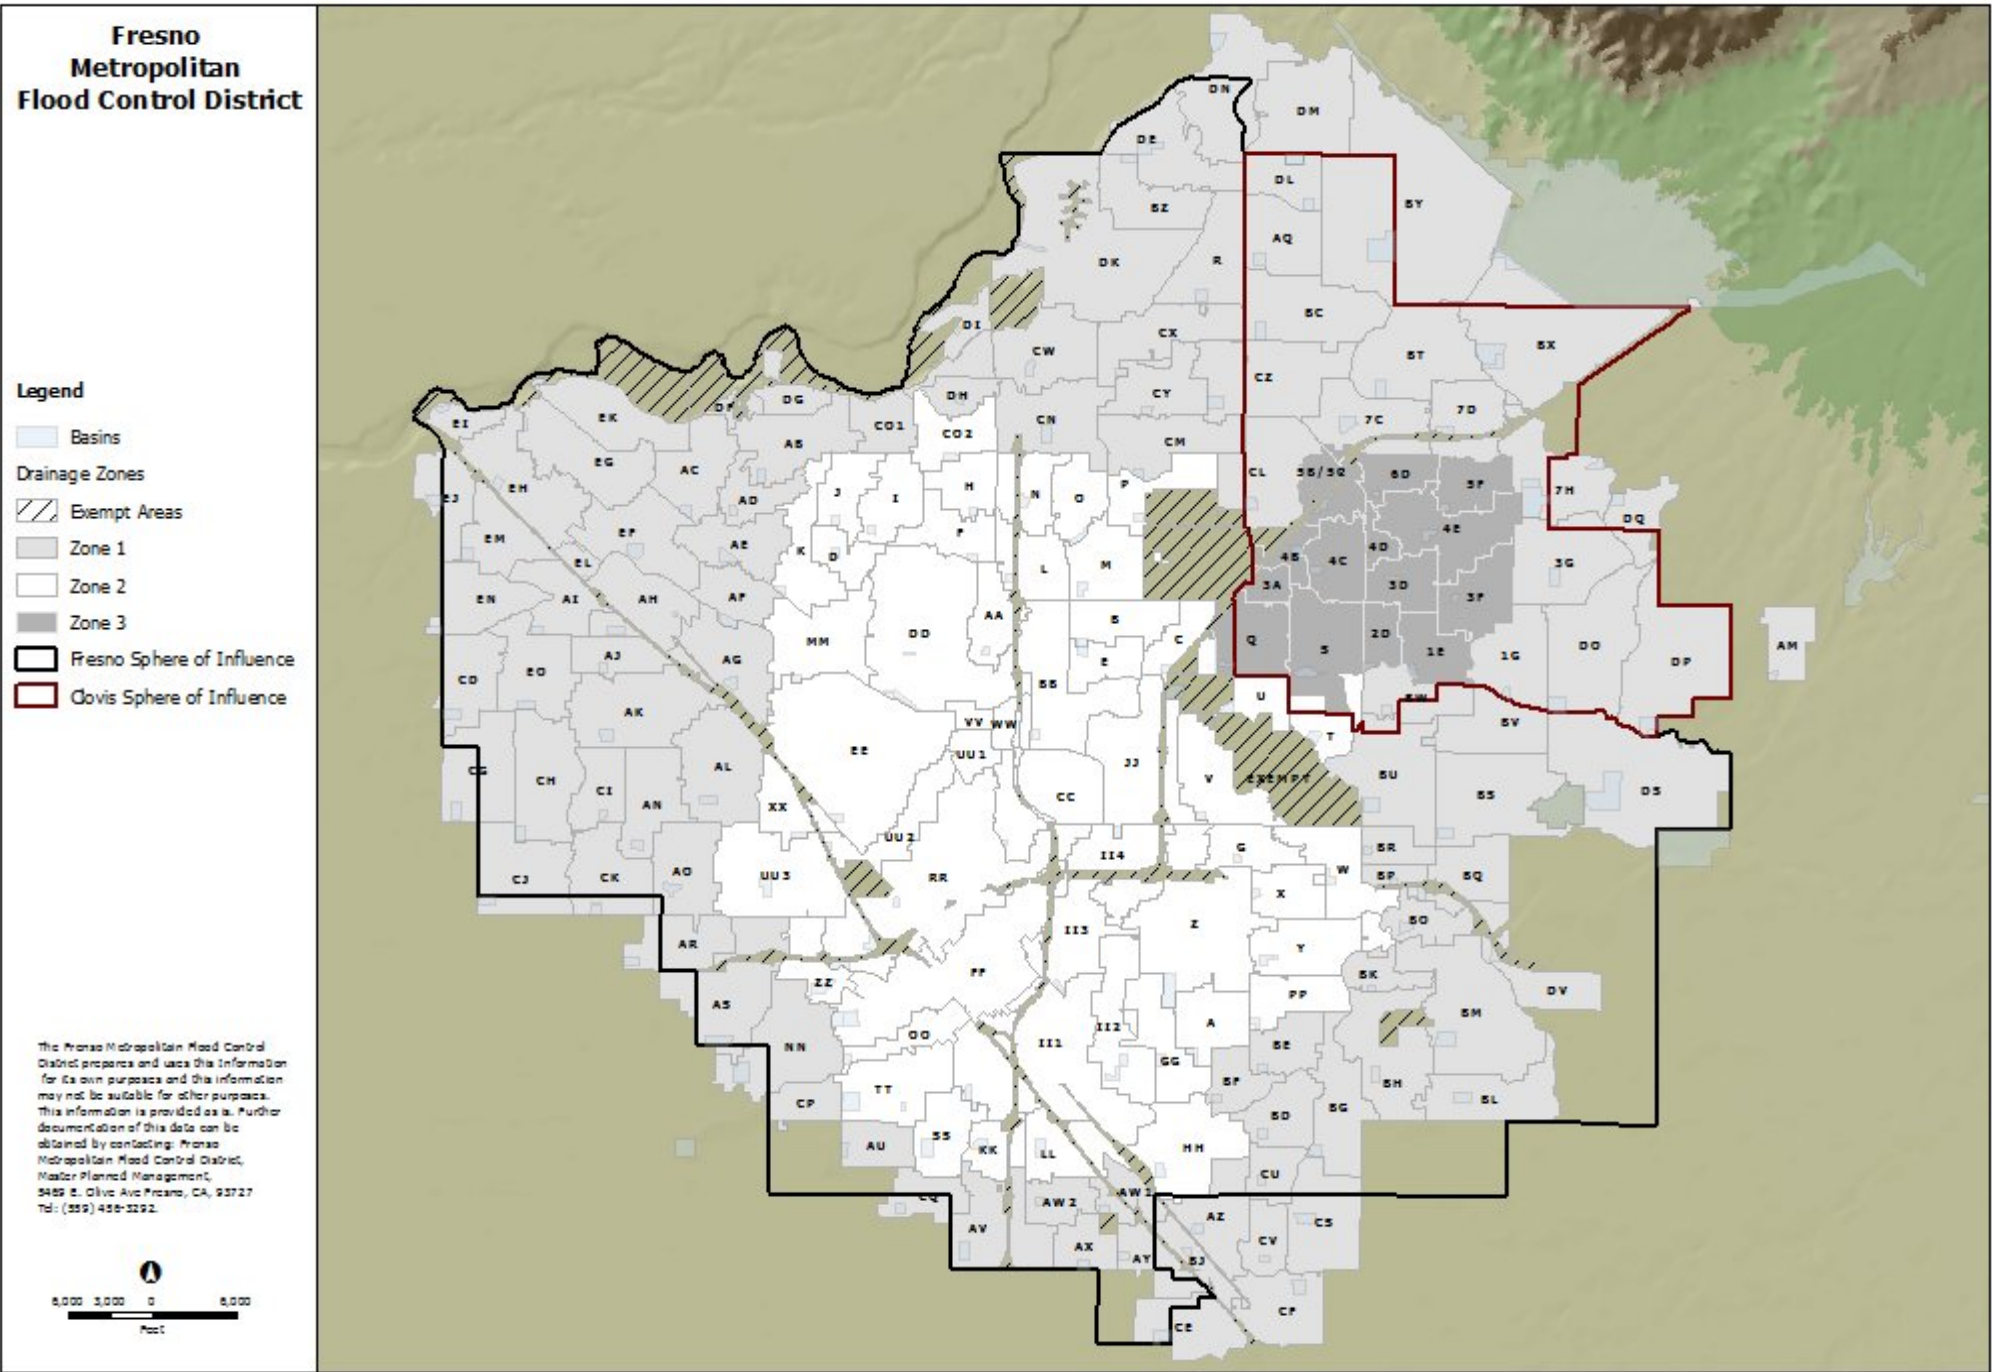 Fresno
Metropolitan
Flood Control District
Legend
Basins
Drainage Zones
Exempt Areas
Zone 1
Zone 2
Zone 3
Fresno Sphere of Influence
Clovis Sphere of Influence
The Fresno Metropolitan Flood Control
District prepares and uses this information
for its own purposes and this information
may not be suitable for other purposes.
This information is provided as is. Further
documentation of this data can be
obtained by contacting: Fresno
Metropolitan Flood Control District,
Master Planned Management,
5469 E. Olive Ave Fresno, CA, 93727
Tel: (559) 456-3292.
6,000 3,000 0 6,000
Feet
DN
DM
DE
DL
BZ
BY
AQ
DK
R
BC
DI
CX
CW
BT
BX
CZ
DH
CY
DG
DF
7D
EK
EI
CN
7C
CO1
CO2
CM
AB
EG
AC
CL
5B/5C
6D
5F
H
P
EH
J
I
N
O
7H
EJ
AD
DQ
4E
F
EM
EF
AE
K
D
4B
4D
4C
EL
L
M
3G
3A
3D
EN
AI
AH
AF
3F
AA
B
MM
DD
C
Q
2D
S
1E
DO
AJ
AG
E
1G
DP
AM
EO
CD
BB
U
BW
AK
VV
WW
BV
T
EE
UU1
JJ
CG
CH
AL
V
EXEMPT
BU
CI
AN
XX
CC
BS
DS
UU2
G
BR
II4
CJ
CK
AO
UU3
RR
W
BP
BQ
X
BO
Z
II3
AR
Y
FF
BK
ZZ
PP
DV
AS
BM
A
II2
OO
II1
NN
BE
GG
BF
BH
TT
CP
BD
BG
BL
SS
AU
KK
LL
HH
CU
CQ
AW1
AW2
AV
AZ
CS
AX
CV
AY
BJ
CF
CE